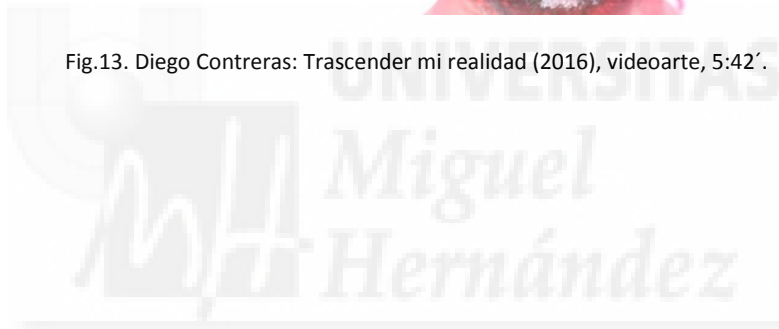 Fig.13. Diego Contreras: Trascender mi realidad (2016), videoarte, 5:42´.
UNIVERSITAS
Miguel
Hernández